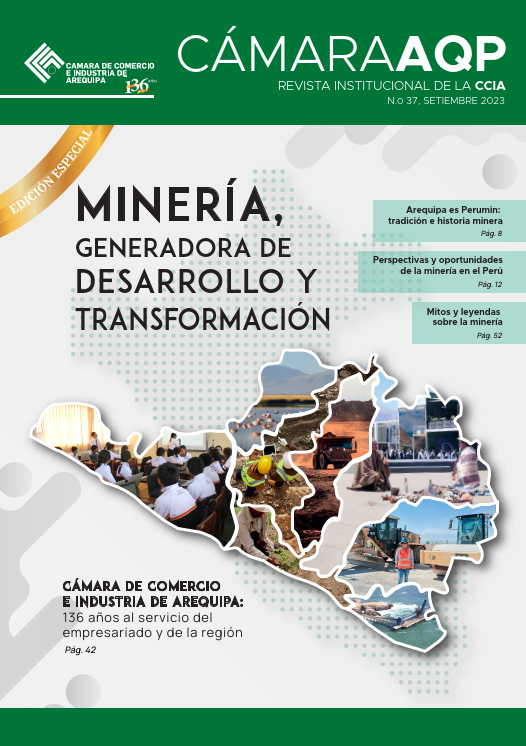 CAMARA DE COMERCIO
E INDUSTRIA DE
AREQUIPA
136 años
CÁMARAAQP
REVISTA INSTITUCIONAL DE LA CCIA
N.o 37, SETIEMBRE 2023
EDICIÓN ESPECIAL
MINERÍA,
GENERADORA DE
DESARROLLO Y
TRANSFORMACIÓN
Arequipa es Perumin:
tradición e historia minera
Pág. 8
Perspectivas y oportunidades
de la minería en el Perú
Pág. 12
Mitos y leyendas
sobre la minería
Pág. 52
CÁMARA DE COMERCIO
E INDUSTRIA DE AREQUIPA:
136 años al servicio del
empresariado y de la región
Pág. 42